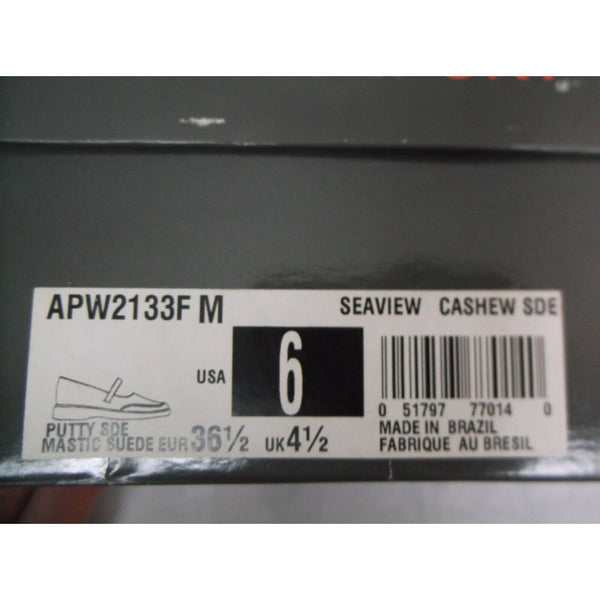 APW2133F M SEAVIEW CASHEW SDE
USA 6
PUTTY SDE
MASTIC SUEDE EUR 36½ UK 4½
0 51797 77014 0
MADE IN BRAZIL
FABRIQUE AU BRESIL